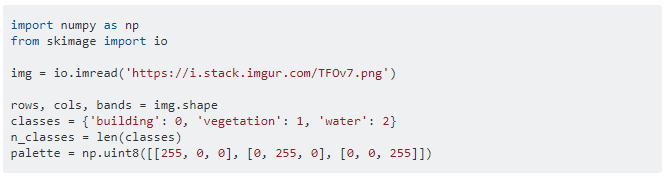 import numpy as np
from skimage import io
img = io.imread('https://i.stack.imgur.com/TFOv7.png')
rows, cols, bands = img.shape
classes = {'building': 0, 'vegetation': 1, 'water': 2}
n_classes = len(classes)
palette = np.uint8([[255, 0, 0], [0, 255, 0], [0, 0, 255]])